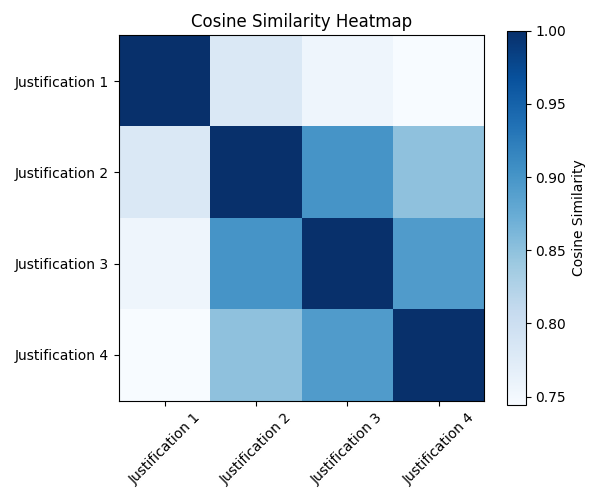 Cosine Similarity Heatmap
Justification 1
Justification 2
Justification 3
Justification 4
Justification 1
Justification 2
Justification 3
Justification 4
1.00
0.95
0.90
0.85
0.80
0.75
Cosine Similarity